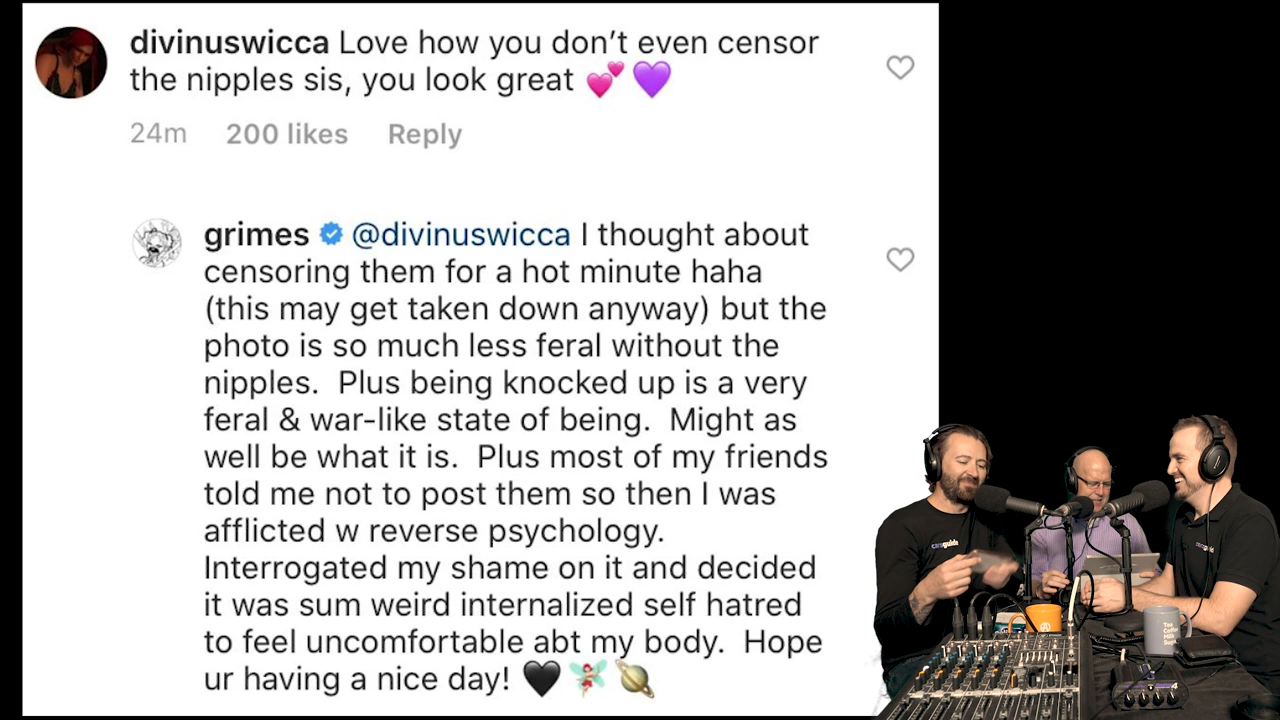 divinuswicca Love how you don’t even censor
the nipples sis, you look great 💕💜
24m 200 likes Reply
grimes @divinuswicca I thought about
censoring them for a hot minute haha
(this may get taken down anyway) but the
photo is so much less feral without the
nipples. Plus being knocked up is a very
feral & war-like state of being. Might as
well be what it is. Plus most of my friends
told me not to post them so then I was
afflicted w reverse psychology.
Interrogated my shame on it and decided
it was sum weird internalized self hatred
to feel uncomfortable abt my body. Hope
ur having a nice day! 🖤🧚🪐
carsguide